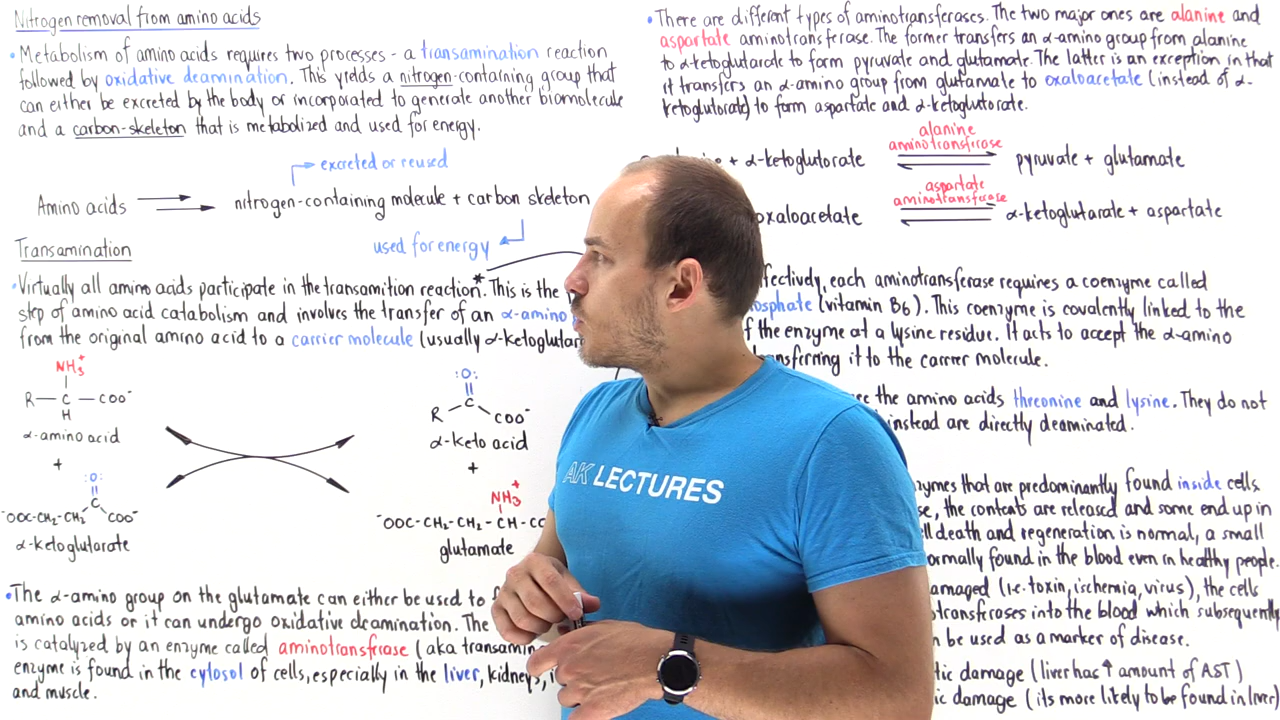 Nitrogen removal from amino acids
• Metabolism of amino acids requires two processes - a transamination reaction
followed by oxidative deamination. This yields a nitrogen-containing group that
can either be excreted by the body or incorporated to generate another biomolecule
and a carbon-skeleton that is metabolized and used for energy.
excreted or reused
Amino acids
nitrogen-containing molecule + carbon skeleton
used for energy
Transamination
• Virtually all amino acids participate in the transamition reaction.* This is the
step of amino acid catabolism and involves the transfer of an α-amino
from the original amino acid to a carrier molecule (usually α-ketoglutar
NH3+
R — C — COO-
H
α-amino acid
+
:O:
-OOC-CH2-CH2 C COO-
α-ketoglutarate
:O:
R C COO-
α-keto acid
+
NH3+
-OOC-CH2-CH2-CH-CO
glutamate
• The α-amino group on the glutamate can either be used to
amino acids or it can undergo oxidative deamination. The
is catalyzed by an enzyme called aminotransferase (aka transamin
enzyme is found in the cytosol of cells, especially in the liver, kidneys, i
and muscle.
• There are different types of aminotransferases. The two major ones are alanine and
aspartate aminotransferase. The former transfers an α-amino group from alanine
to α-ketoglutarate to form pyruvate and glutamate. The latter is an exception in that
it transfers an α-amino group from glutamate to oxaloacetate (instead of α-
ketoglutorate) to form aspartate and α-ketoglutorate.
+ α-ketoglutorate
alanine
aminotransferase
pyruvate + glutamate
oxaloacetate
aspartate
aminotransferase
α-ketoglutarate + aspartate
fectively, each aminotransferase requires a coenzyme called
osphate (vitamin B6). This coenzyme is covalently linked to the
f the enzyme at a lysine residue. It acts to accept the α-amino
nsferring it to the carrier molecule.
the amino acids threonine and lysine. They do not
instead are directly deaminated.
zymes that are predominantly found inside cells.
se, the contents are released and some end up in
ll death and regeneration is normal, a small
ormally found in the blood even in healthy people.
amaged (i.e. toxin, ischemia, virus), the cells
otransferases into the blood which subsequently
n be used as a marker of disease.
tic damage (liver has ↑ amount of AST)
ic damage (its more likely to be found in liver)
AK LECTURES